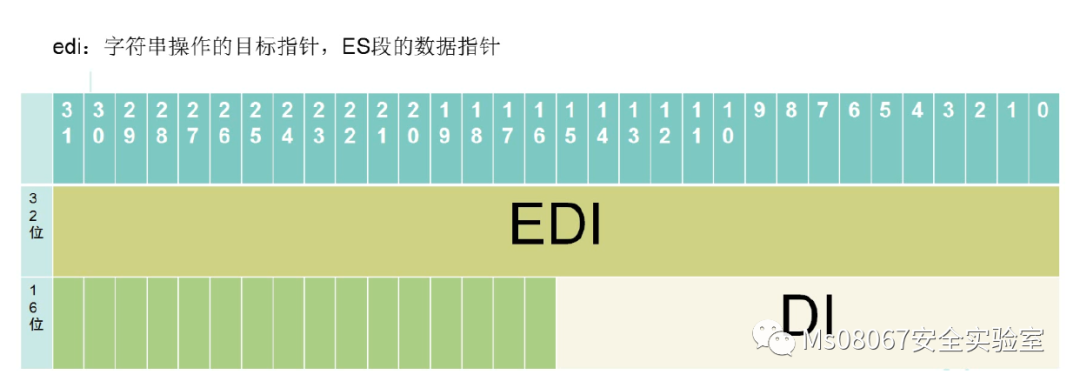 edi：字符串操作的目标指针，ES段的数据指针
31 30 29 28 27 26 25 24 23 22 21 20 19 18 17 16 15 14 13 12 11 10 9 8 7 6 5 4 3 2 1 0
32位 EDI
16位 DI
Ms08067安全实验室